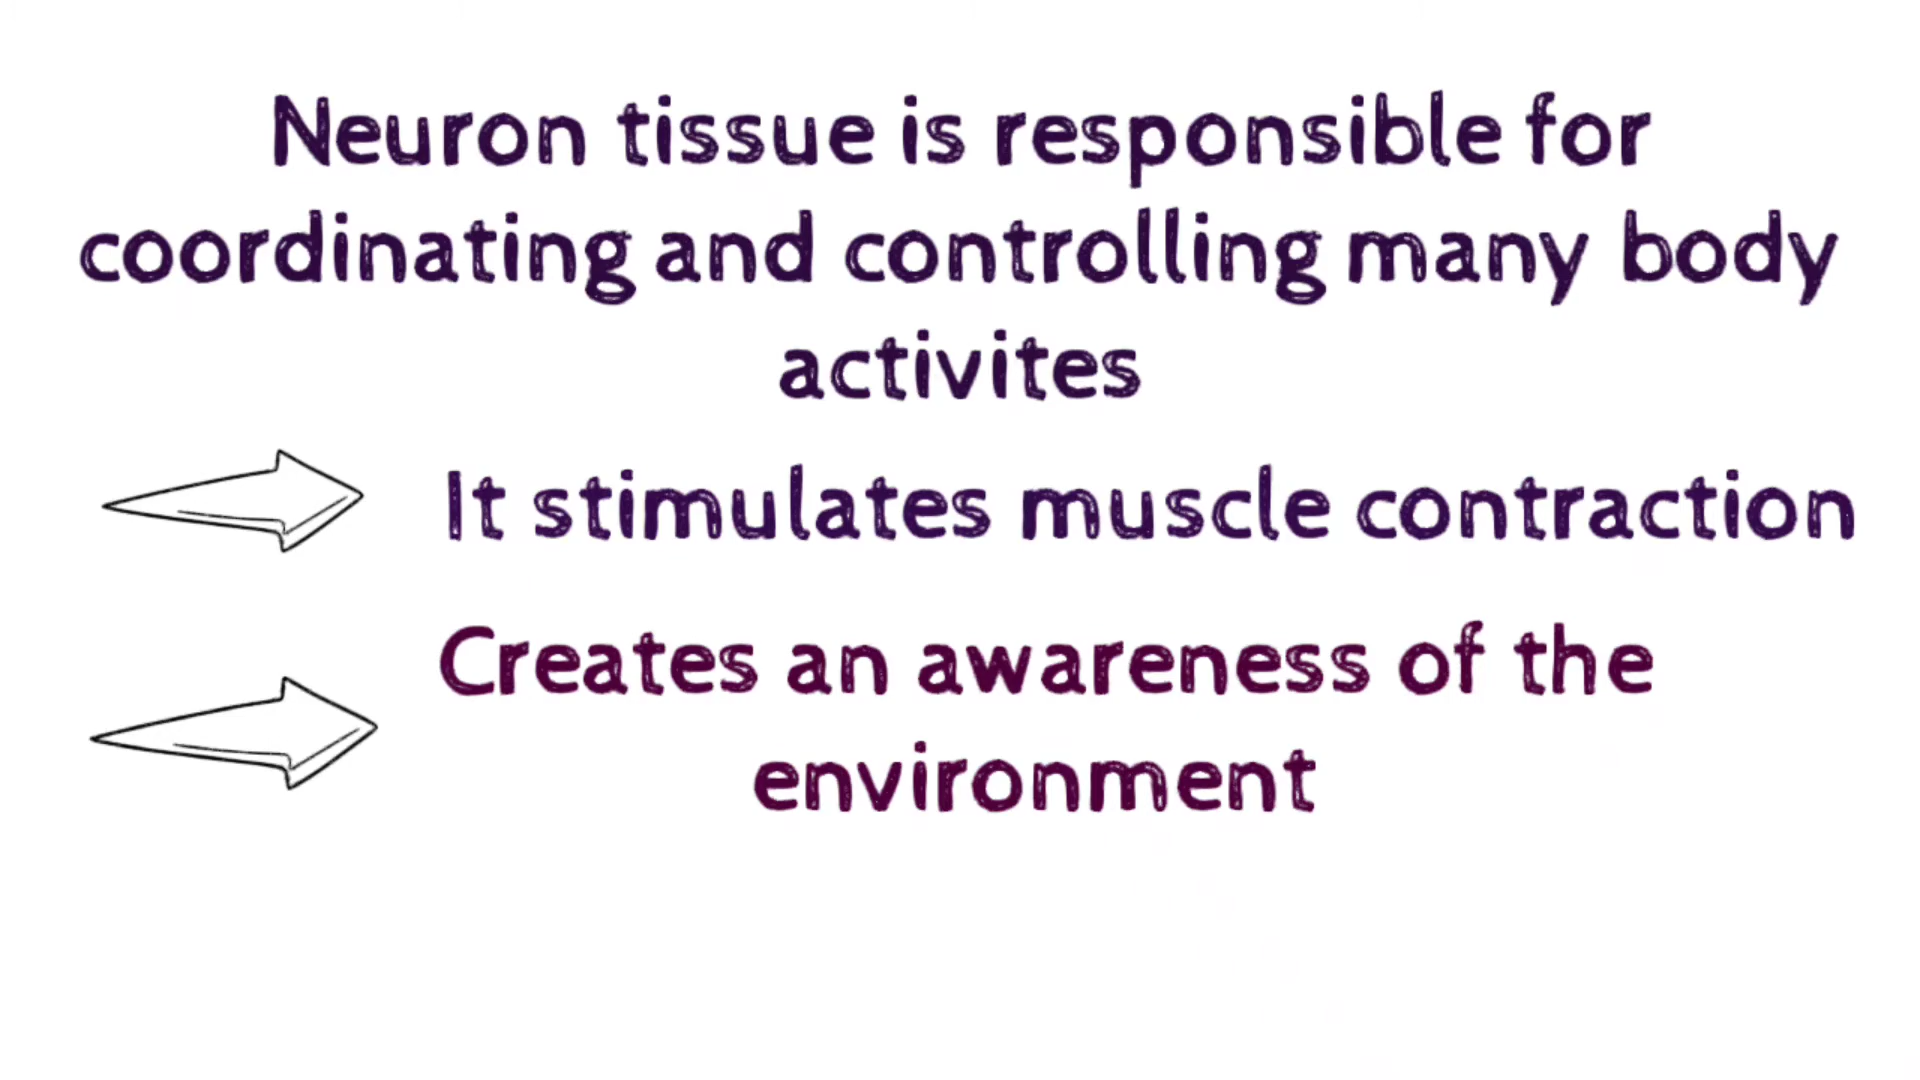 Neuron tissue is responsible for
coordinating and controlling many body
activites
It stimulates muscle contraction
Creates an awareness of the
environment